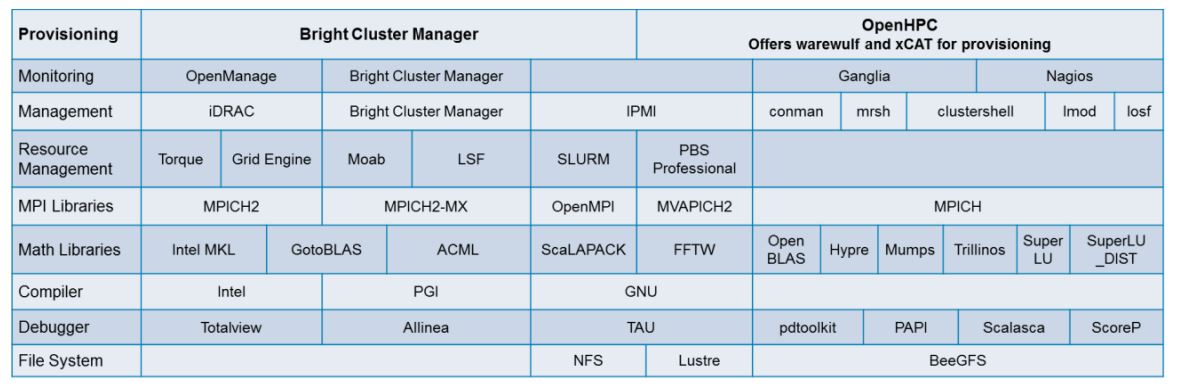 Provisioning Bright Cluster Manager OpenHPC
Offers warewulf and xCAT for provisioning
Monitoring OpenManage Bright Cluster Manager Ganglia Nagios
Management iDRAC Bright Cluster Manager IPMI conman mrsh clustershell lmod losf
Resource
Management Torque Grid Engine Moab LSF SLURM PBS
Professional
MPI Libraries MPICH2 MPICH2-MX OpenMPI MVAPICH2 MPICH
Math Libraries Intel MKL GotoBLAS ACML ScaLAPACK FFTW Open
BLAS Hypre Mumps Trillinos Super
LU SuperLU
_DIST
Compiler Intel PGI GNU
Debugger Totalview Allinea TAU pdtoolkit PAPI Scalasca ScoreP
File System NFS Lustre BeeGFS